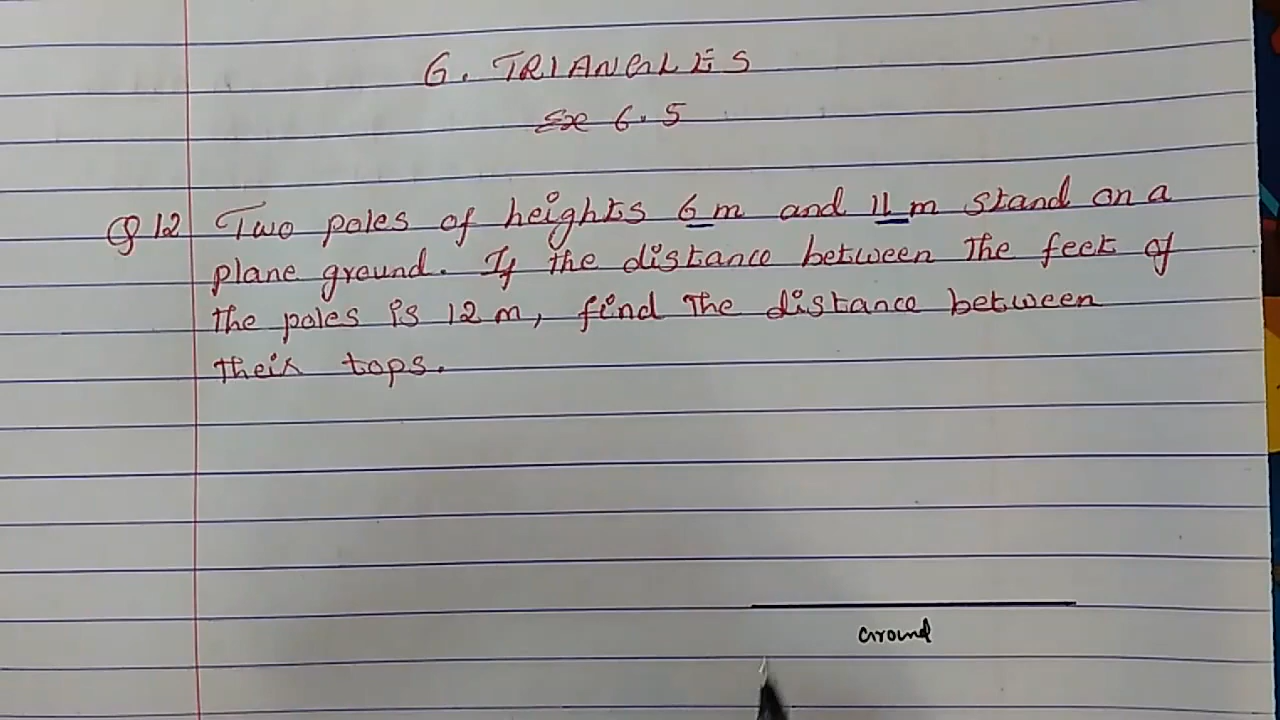 6. TRIANGLES
Ex 6.5
Q 12 Two poles of heights 6 m and 11 m stand on a
plane ground. If the distance between the feet of
the poles is 12 m, find the distance between
their tops.
Ground